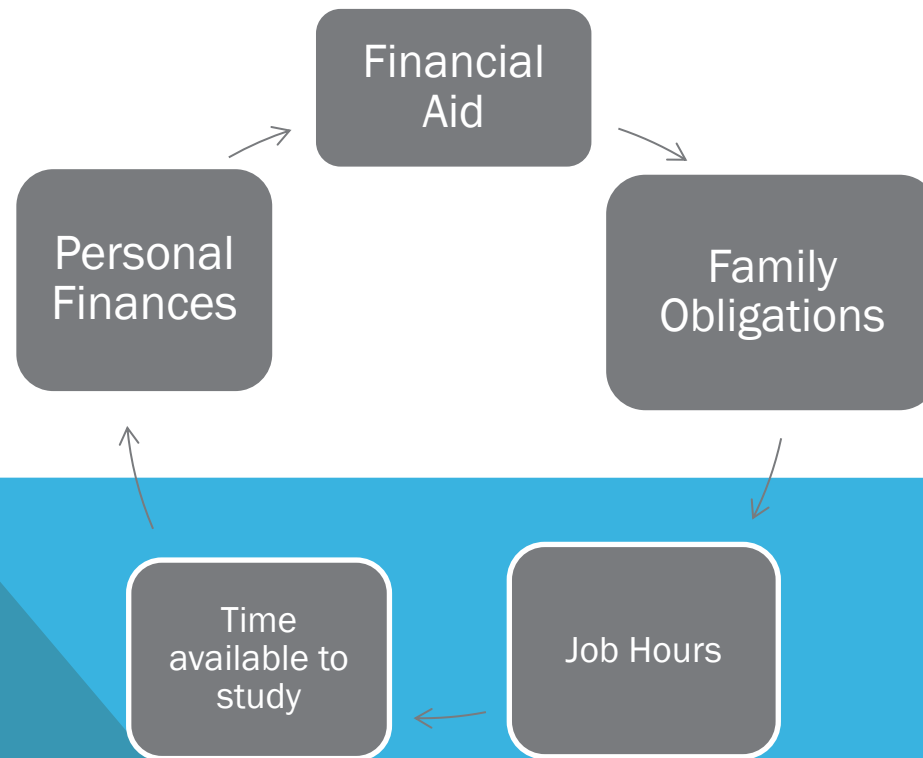 Financial
Aid
Family
Obligations
Job Hours
Time
available to
study
Personal
Finances